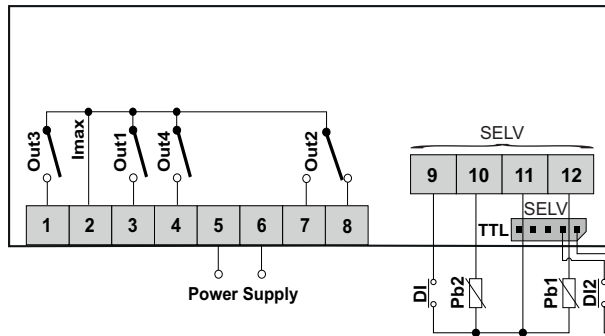 Out3
Imax
Out1
Out4
Out2
SELV
1 2 3 4 5 6 7 8
9 10 11 12
SELV
TTL
Power Supply
DI
Pb2
Pb1
DI2